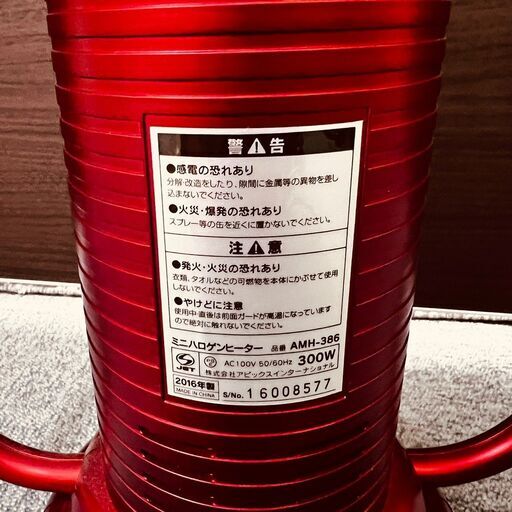 警⚠告
●感電の恐れあり
分解・改造をしたり、隙間に金属等の異物を差し
込まないでください。
●火災・爆発の恐れあり
スプレー等の缶を近くに置かないでください。
注⚠意
●発火・火災の恐れあり
衣類、タオルなどの可燃物を本体にかぶせて使用
しないでください。
●やけどに注意
使用中・直後は前面ガードが高温になっています
ので絶対に触れないでください。
ミニハロゲンヒーター 品番 AMH-386
S JET AC100V 50/60Hz 300W
株式会社アピックスインターナショナル
2016年製
MADE IN CHINA S/No. 16008577